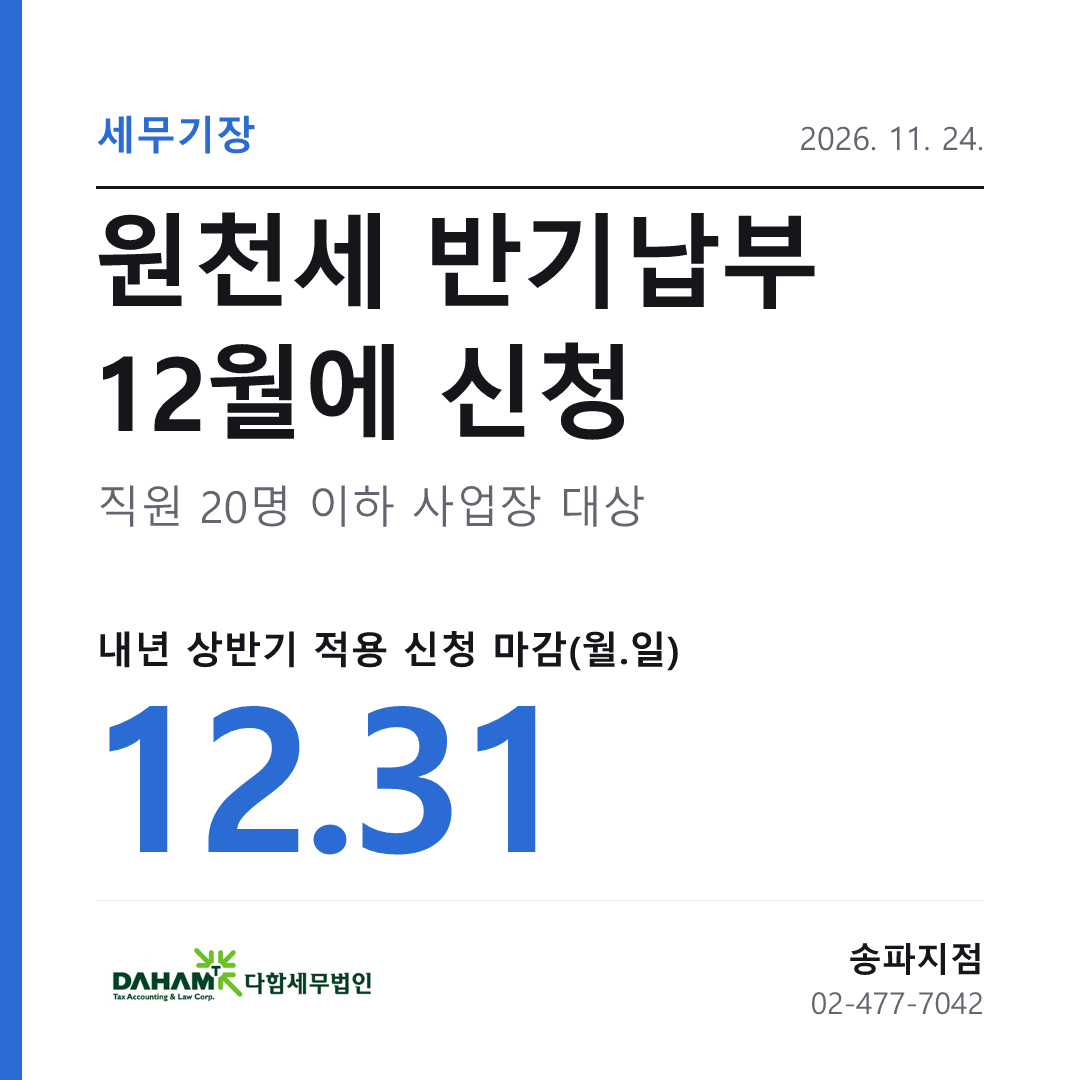 세무기장
2026. 11. 24.
원천세 반기납부
12월에 신청
직원 20명 이하 사업장 대상
내년 상반기 적용 신청 마감(월.일)
12.31
DAHAM 다함세무법인
Tax Accounting & Law Corp.
송파지점
02-477-7042